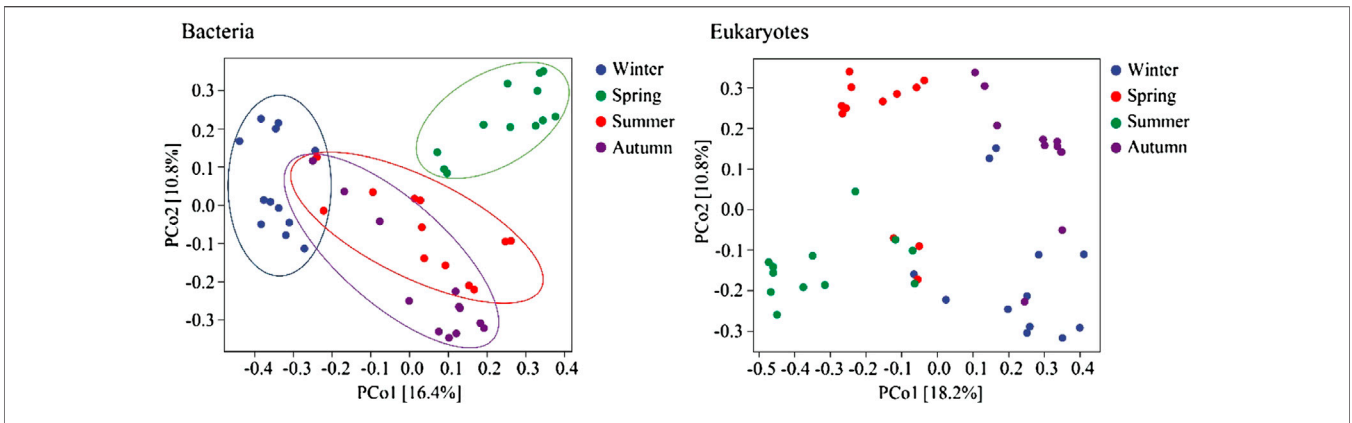 Bacteria
Winter
Spring
Summer
Autumn
PCo2 [10.8%]
0.3
0.2
0.1
0.0
-0.1
-0.2
-0.3
-0.4 -0.3 -0.2 -0.1 0.0 0.1 0.2 0.3 0.4
PCo1 [16.4%]
Eukaryotes
Winter
Spring
Summer
Autumn
PCo2 [10.8%]
0.3
0.2
0.1
0.0
-0.1
-0.2
-0.3
-0.5 -0.4 -0.3 -0.2 -0.1 0.0 0.1 0.2 0.3 0.4
PCo1 [18.2%]